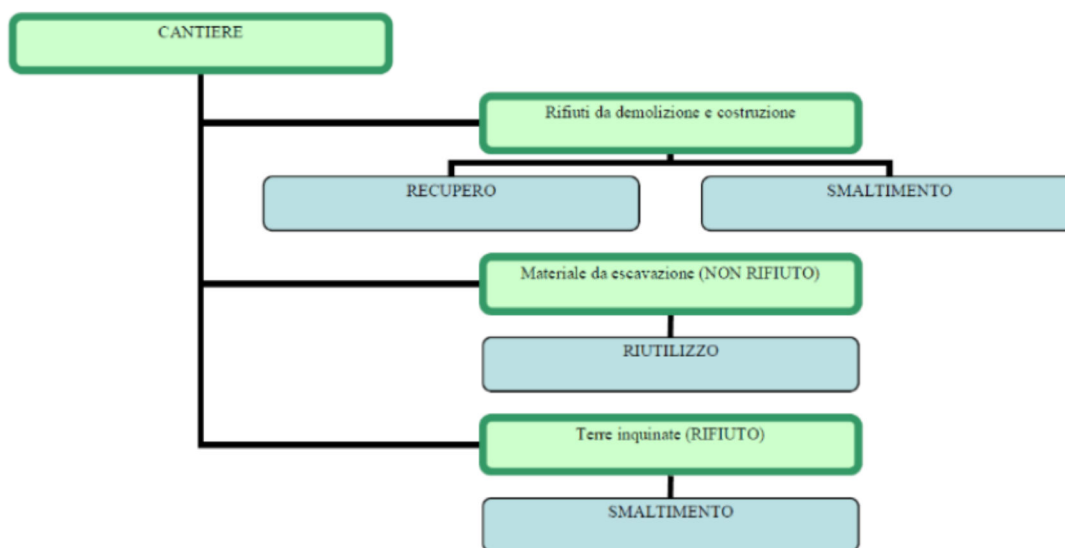 CANTIERE
Rifiuti da demolizione e costruzione
RECUPERO
SMALTIMENTO
Materiale da escavazione (NON RIFIUTO)
RIUTILIZZO
Terre inquinate (RIFIUTO)
SMALTIMENTO